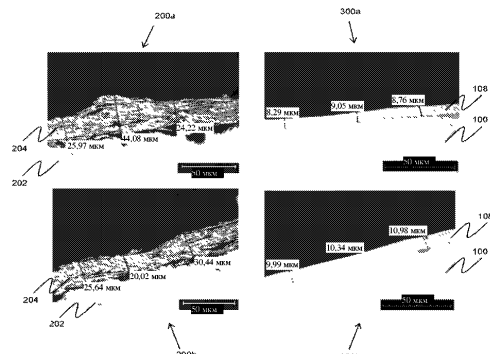 200a 300a
8,29 мкм 9,05 мкм 8,76 мкм 108
100
204 25,97 мкм 44,08 мкм 24,22 мкм
202 50 мкм 50 мкм
10,98 мкм
30,44 мкм 10,34 мкм 100
20,02 мкм 9,99 мкм
204 25,64 мкм
202 50 мкм 50 мкм